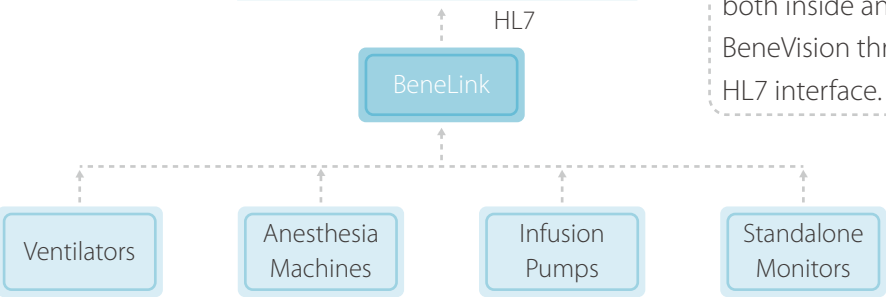 HL7
both inside an
BeneVision thr
HL7 interface.
BeneLink
Ventilators
Anesthesia
Machines
Infusion
Pumps
Standalone
Monitors